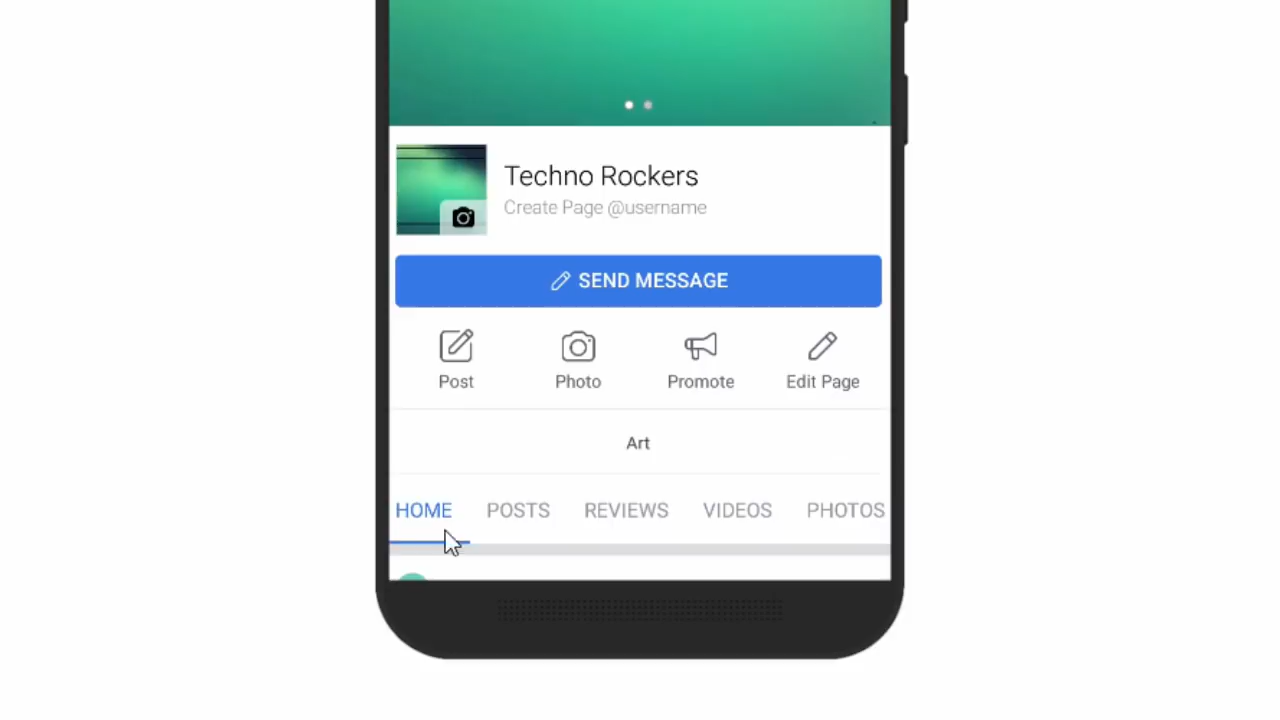 Techno Rockers
Create Page @username
SEND MESSAGE
Post Photo Promote Edit Page
Art
HOME POSTS REVIEWS VIDEOS PHOTOS